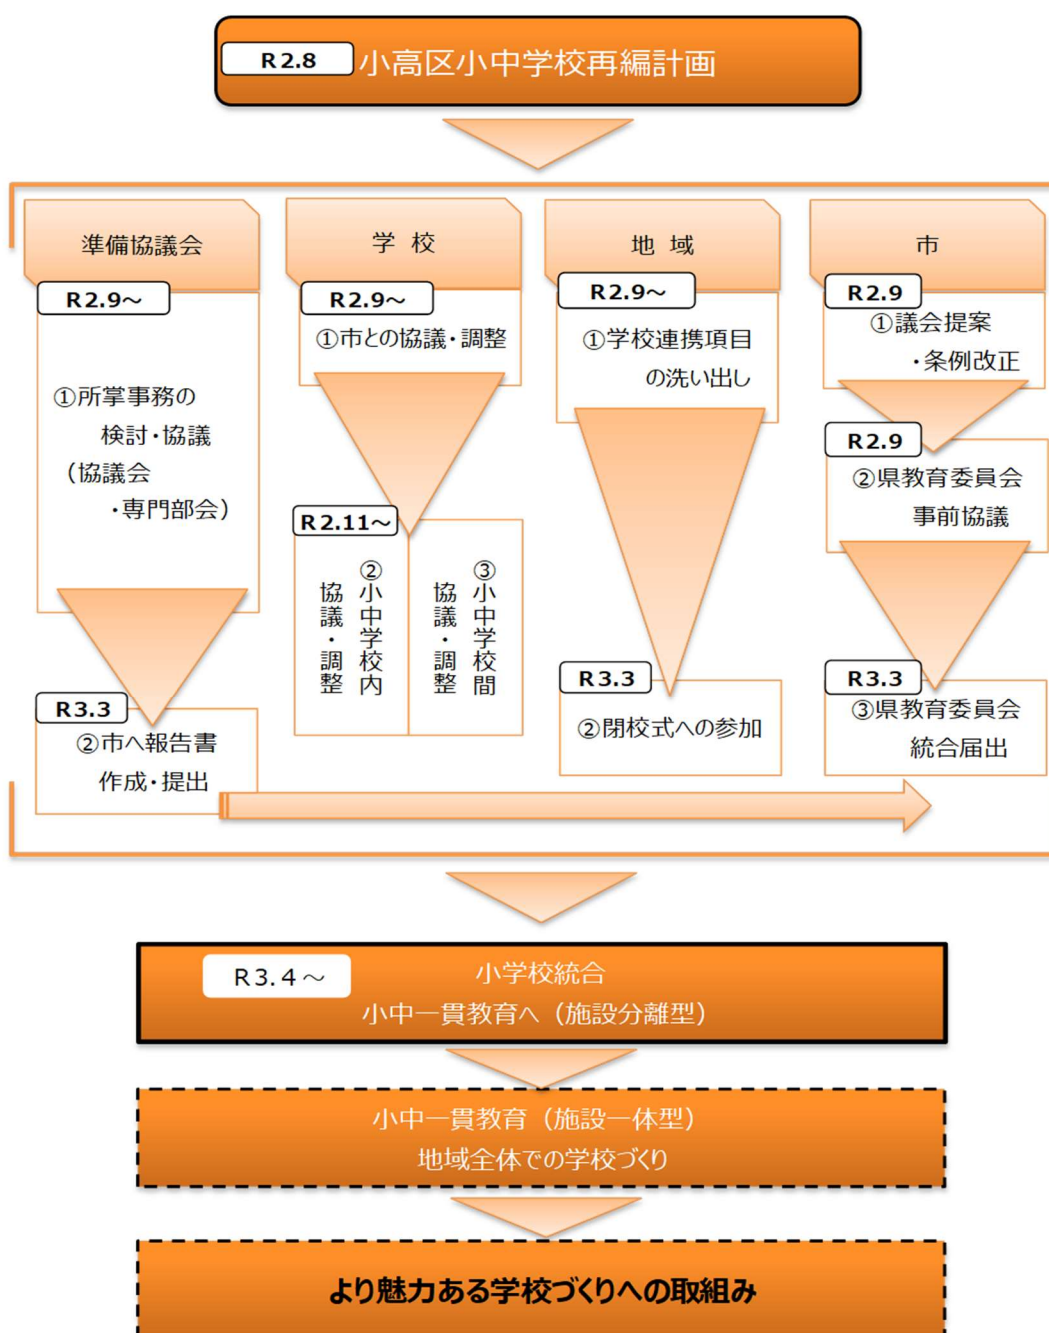 R2.8 小高区小中学校再編計画
準備協議会
R2.9～
①所掌事務の
検討・協議
（協議会
・専門部会）
R3.3
②市へ報告書
作成・提出
学 校
R2.9～
①市との協議・調整
R2.11～
②小中学校内
協議・調整
③小中学校間
協議・調整
地 域
R2.9～
①学校連携項目
の洗い出し
R3.3
②閉校式への参加
市
R2.9
①議会提案
・条例改正
R2.9
②県教育委員会
事前協議
R3.3
③県教育委員会
統合届出
R3.4～
小学校統合
小中一貫教育へ（施設分離型）
小中一貫教育（施設一体型）
地域全体での学校づくり
より魅力ある学校づくりへの取組み